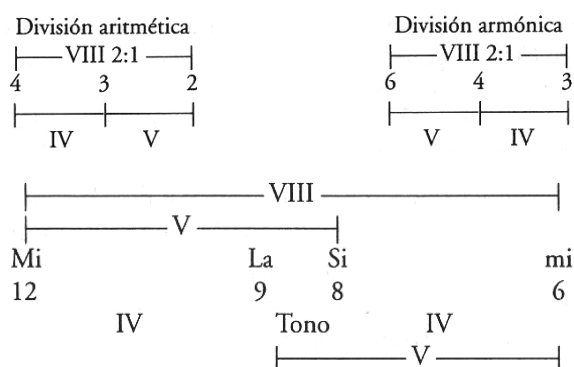 División aritmética
VIII 2:1
4 3 2
IV V
División armónica
VIII 2:1
6 4 3
V IV
VIII
V
Mi La Si mi
12 9 8 6
IV Tono IV
V